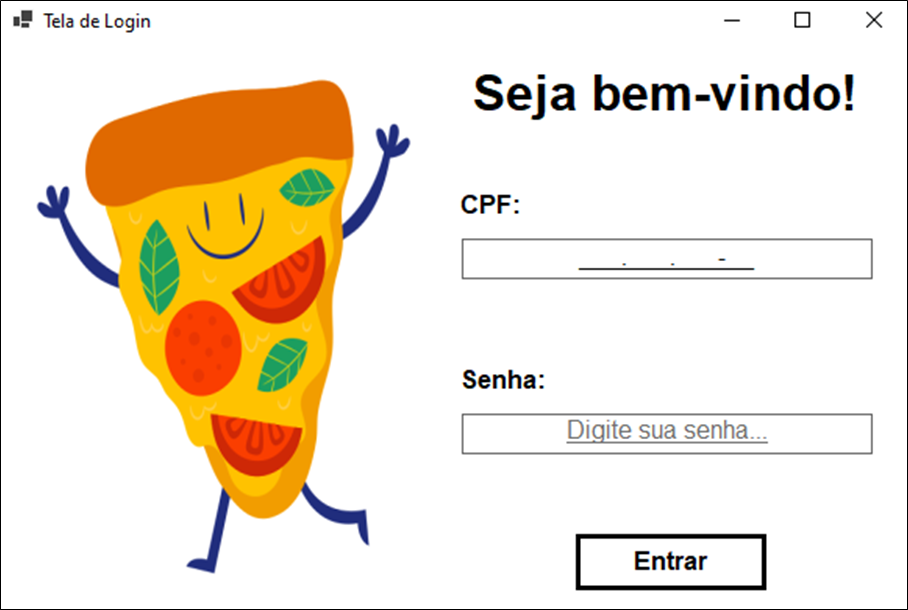 Tela de Login
Seja bem-vindo!
CPF:
___.___.___-__
Senha:
Digite sua senha...
Entrar